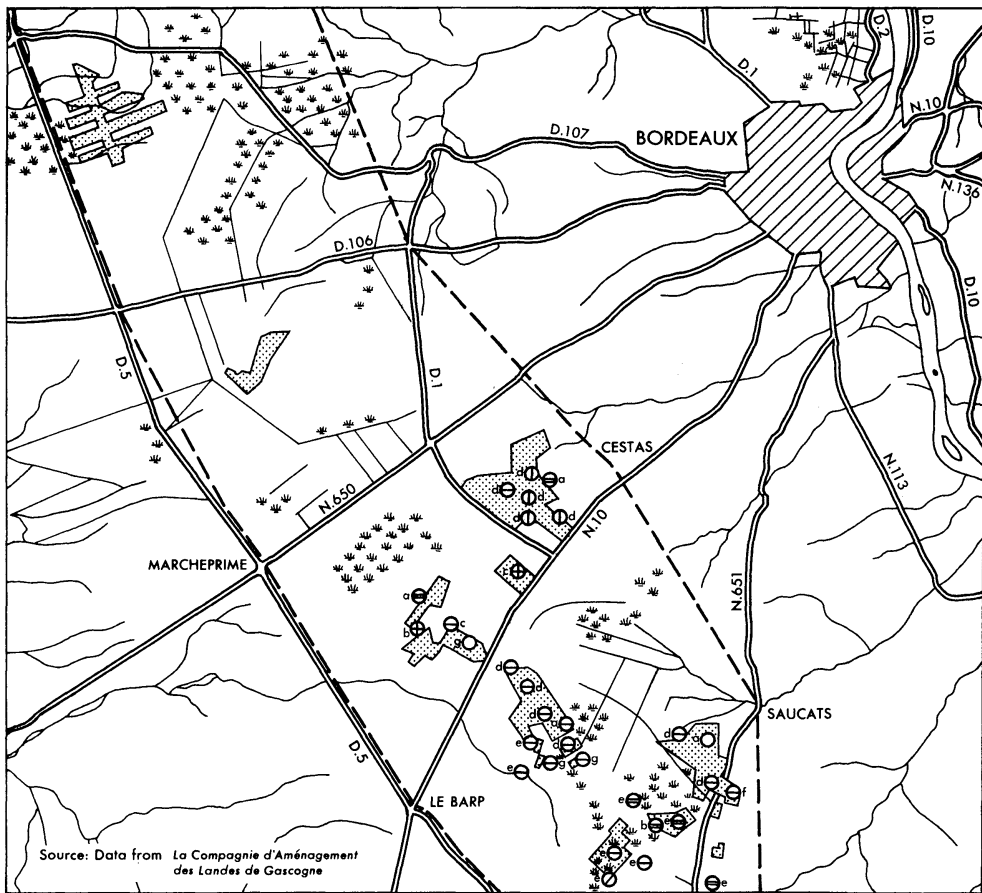 D.1
D.2
D.10
N.10
D.107
BORDEAUX
N.136
D.106
D.10
D.5
D.1
CESTAS
N.650
N.10
N.113
MARCHEPRIME
d
a
d
d
d
d
a
b
c
g
N.651
d
d
d
SAUCATS
d
a
d
e
g
g
e
D.5
d
f
e
LE BARP
b
e
e
e
e
e
Source: Data from La Compagnie d'Aménagement
des Landes de Gascogne